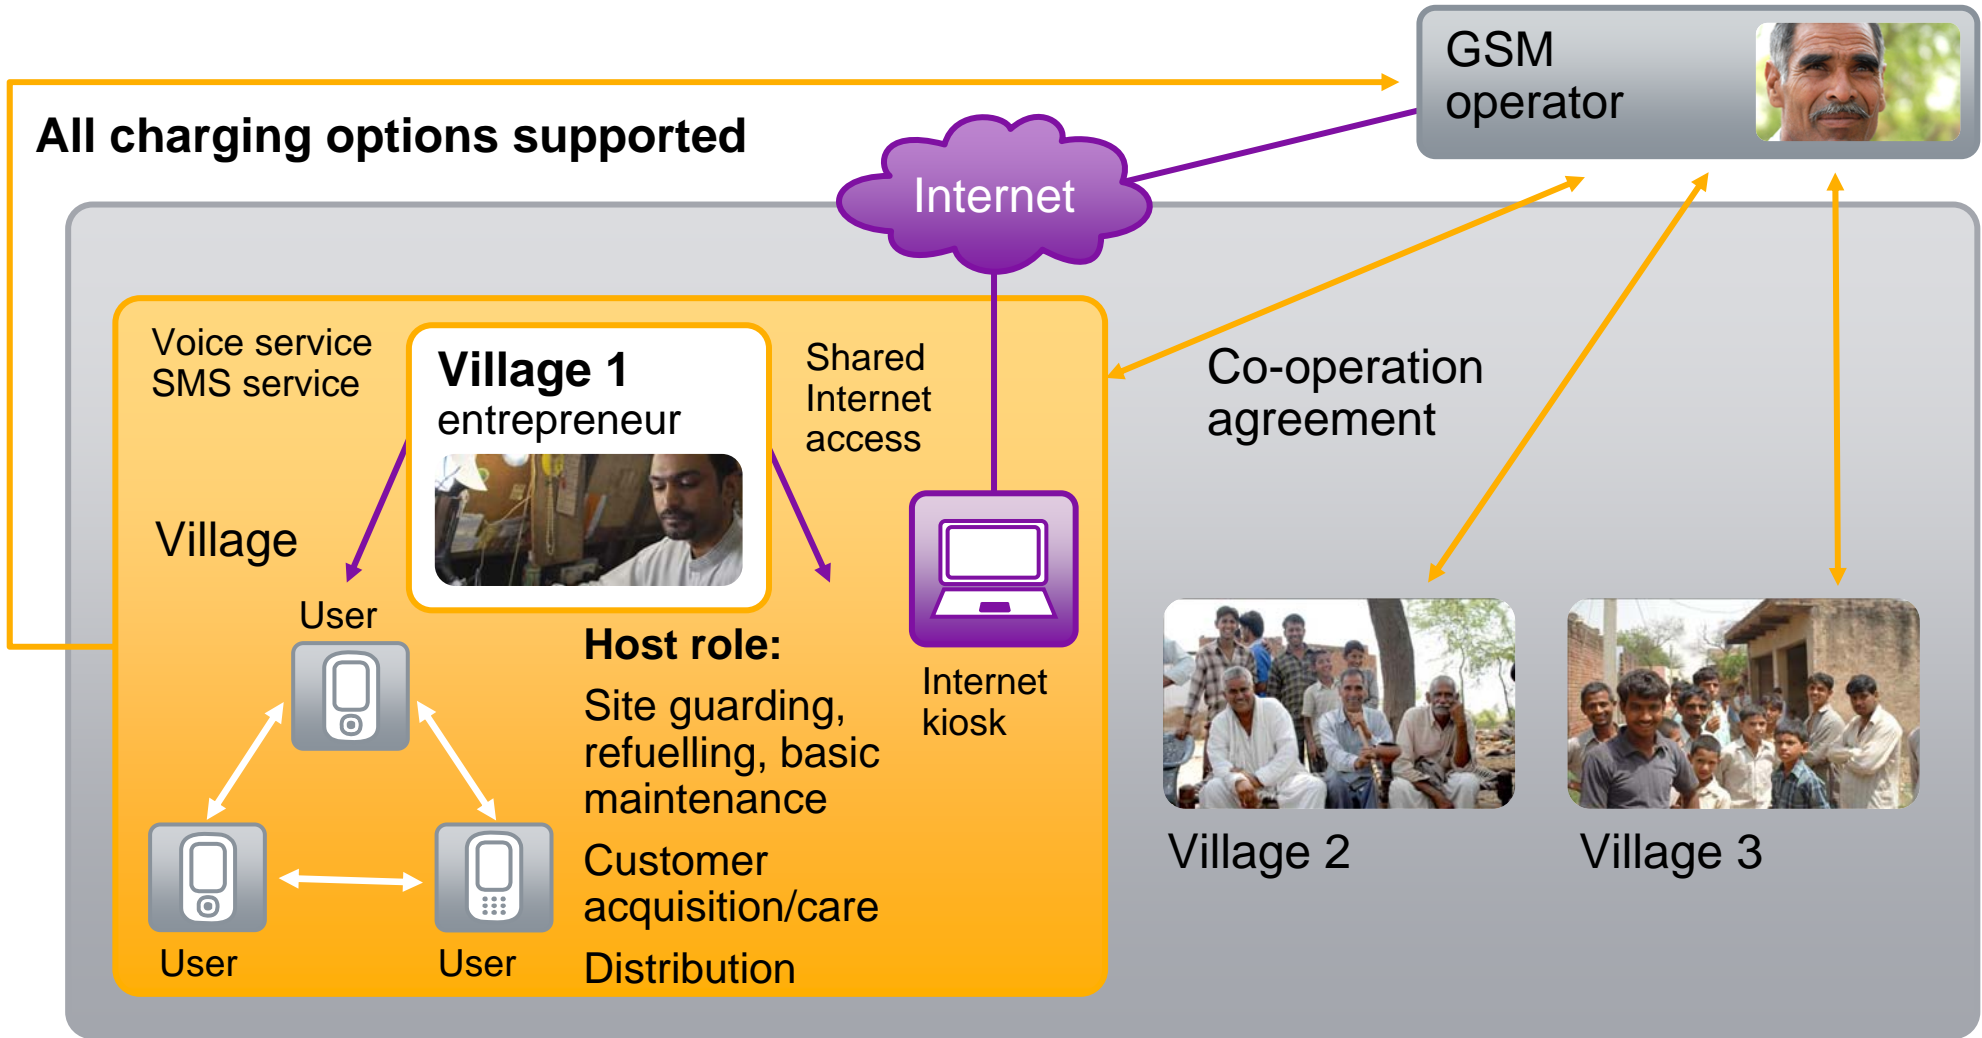 GSM
operator
All charging options supported
Internet
Voice service
SMS service
Village 1
entrepreneur
Shared
Internet
access
Co-operation
agreement
Village
User
Host role:
Site guarding,
refuelling, basic
maintenance
Customer
acquisition/care
Distribution
Internet
kiosk
User
User
Village 2
Village 3